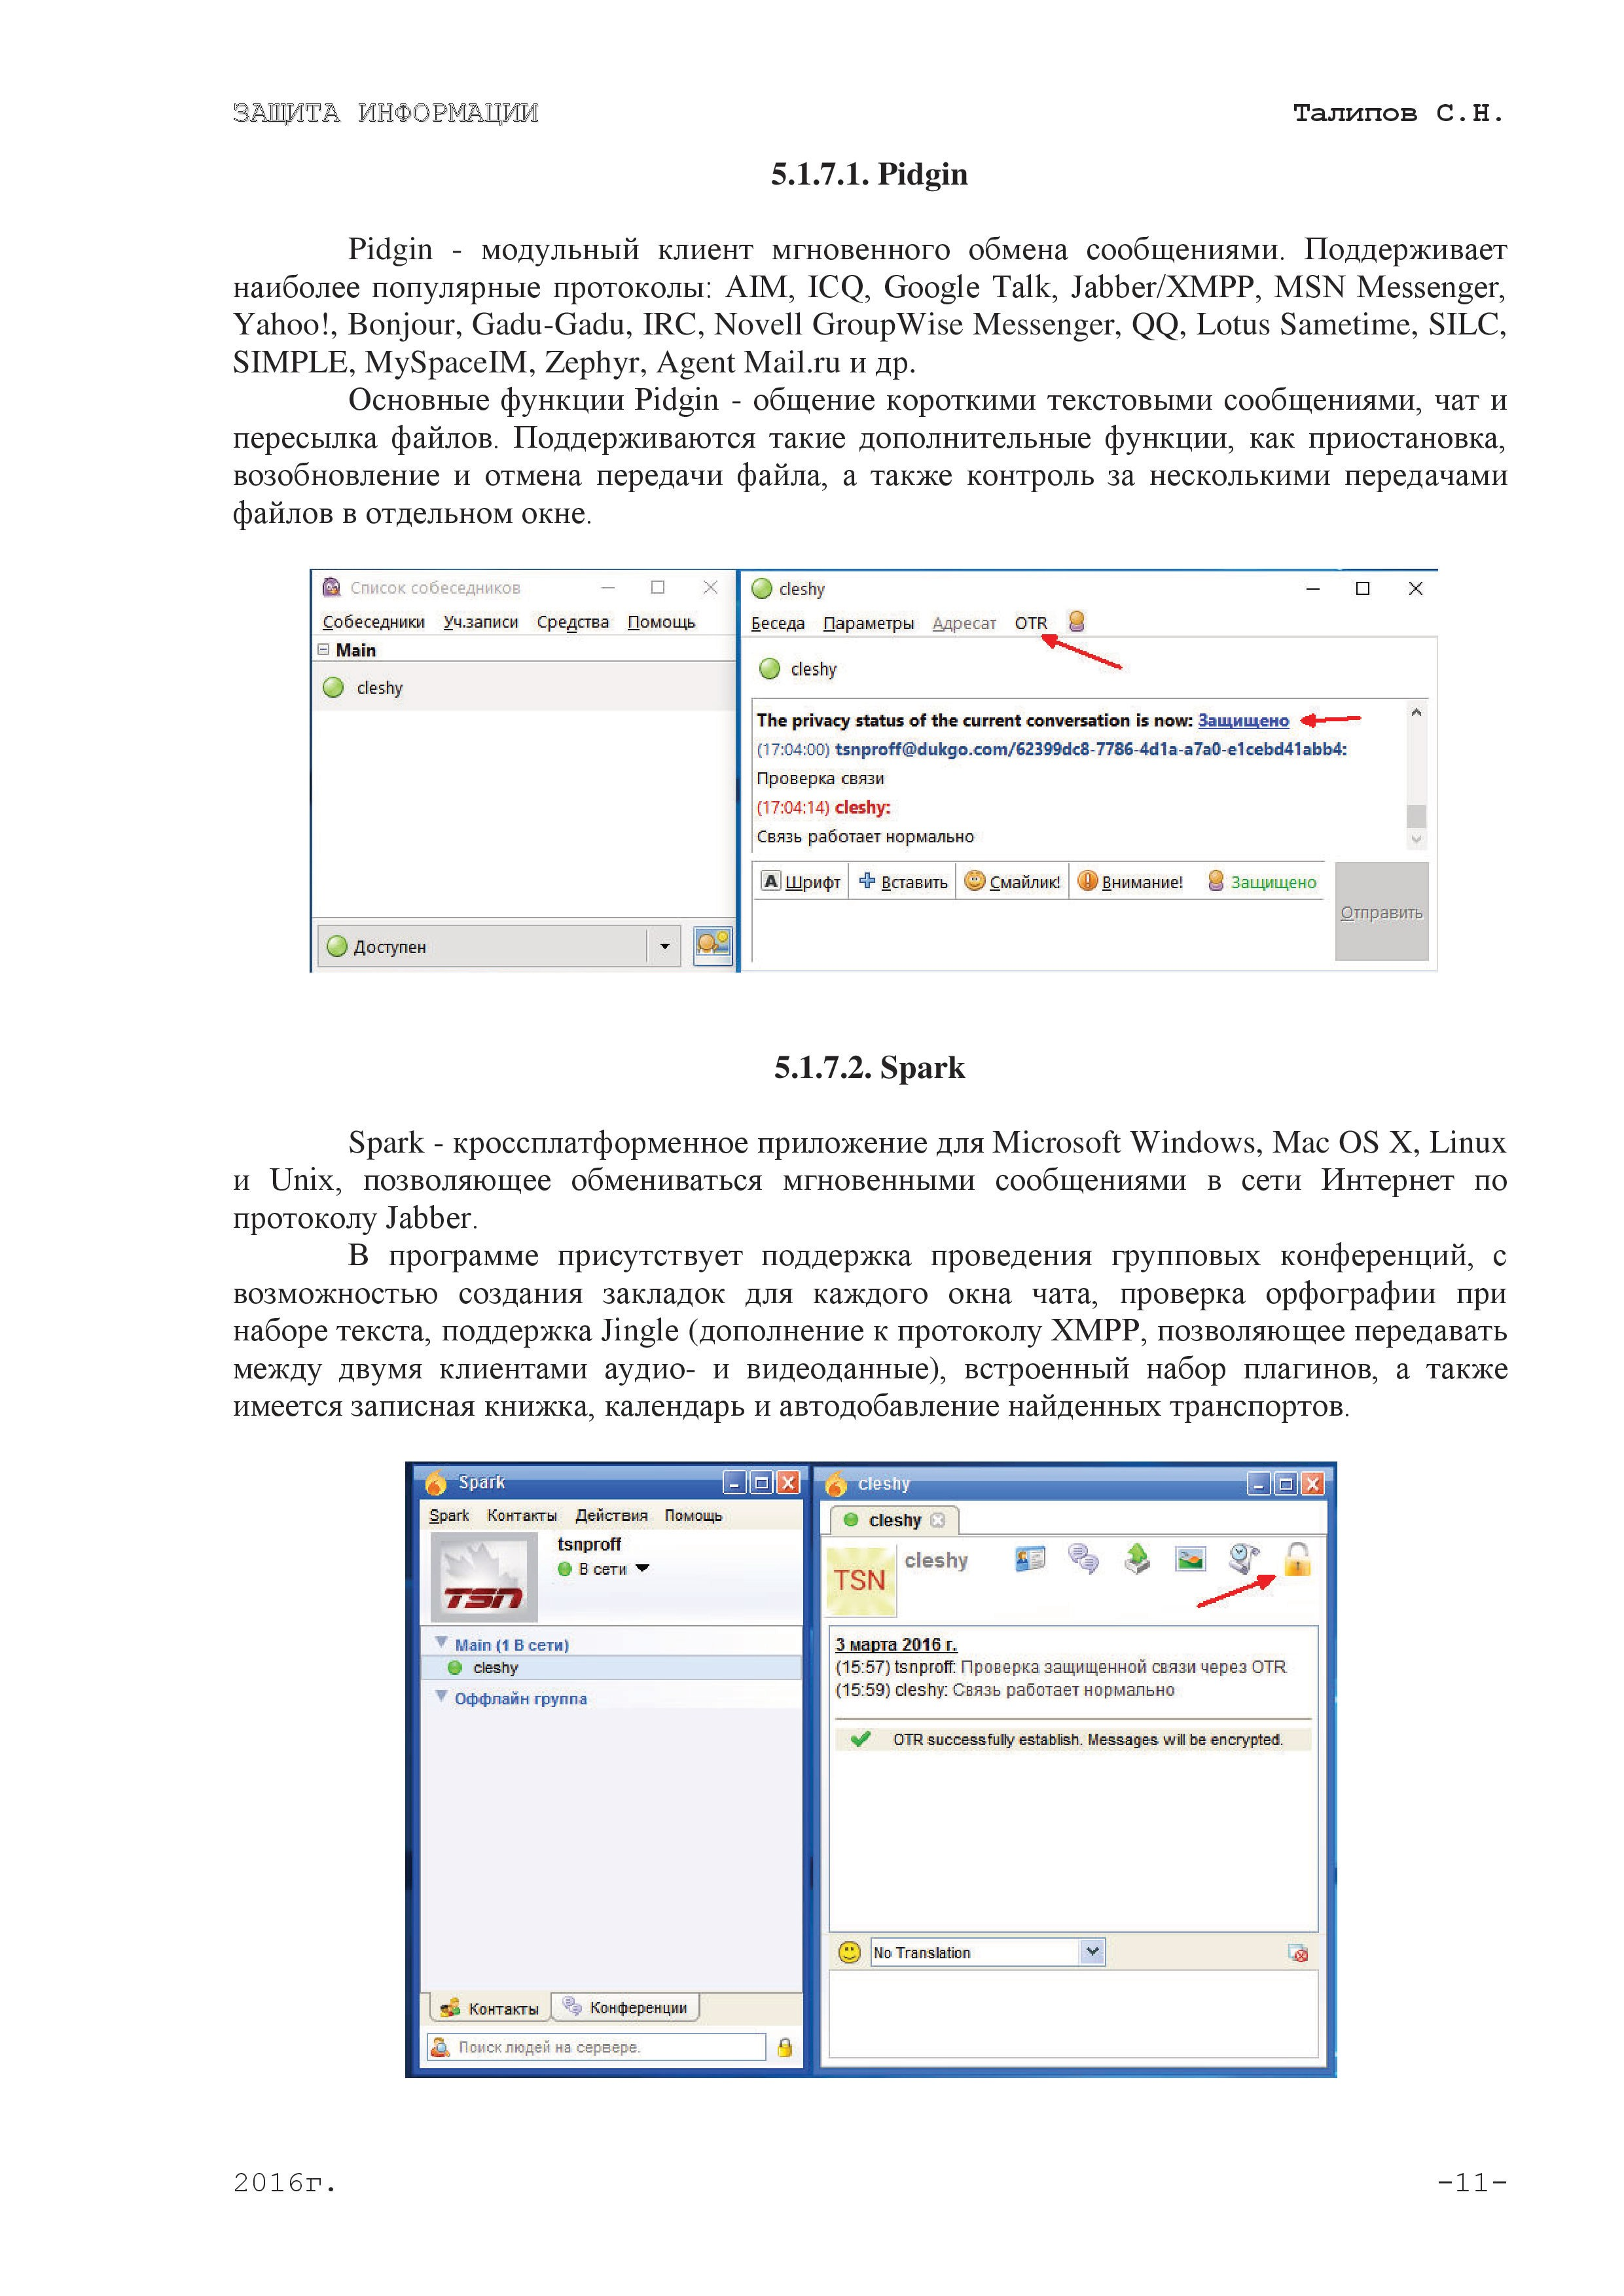 ЗАЩИТА ИНФОРМАЦИИ Талипов С.Н.
5.1.7.1. Pidgin
Pidgin - модульный клиент мгновенного обмена сообщениями. Поддерживает
наиболее популярные протоколы: AIM, ICQ, Google Talk, Jabber/XMPP, MSN Messenger,
Yahoo!, Bonjour, Gadu-Gadu, IRC, Novell GroupWise Messenger, QQ, Lotus Sametime, SILC,
SIMPLE, MySpaceIM, Zephyr, Agent Mail.ru и др.
Основные функции Pidgin - общение короткими текстовыми сообщениями, чат и
пересылка файлов. Поддерживаются такие дополнительные функции, как приостановка,
возобновление и отмена передачи файла, а также контроль за несколькими передачами
файлов в отдельном окне.
Список собеседников
Собеседники Уч.записи Средства Помощь
Main
cleshy
Доступен
cleshy
Беседа Параметры Адресат OTR
cleshy
The privacy status of the current conversation is now: Защищено
(17:04:00) tsnproff@dukgo.com/62399dc8-7786-4d1a-a7a0-e1cebd41abb4:
Проверка связи
(17:04:14) cleshy:
Связь работает нормально
A Шрифт Вставить Смайлик! Внимание! Защищено
Отправить
5.1.7.2. Spark
Spark - кроссплатформенное приложение для Microsoft Windows, Mac OS X, Linux
и Unix, позволяющее обмениваться мгновенными сообщениями в сети Интернет по
протоколу Jabber.
В программе присутствует поддержка проведения групповых конференций, с
возможностью создания закладок для каждого окна чата, проверка орфографии при
наборе текста, поддержка Jingle (дополнение к протоколу XMPP, позволяющее передавать
между двумя клиентами аудио- и видеоданные), встроенный набор плагинов, а также
имеется записная книжка, календарь и автодобавление найденных транспортов.
Spark
Spark Контакты Действия Помощь
TSN
tsnproff
В сети
Main (1 В сети)
cleshy
Оффлайн группа
Контакты Конференции
Поиск людей на сервере.
cleshy
cleshy
TSN
cleshy
3 марта 2016 г.
(15:57) tsnproff: Проверка защищенной связи через OTR
(15:59) cleshy: Связь работает нормально
OTR successfully establish. Messages will be encrypted.
No Translation
2016г. -11-